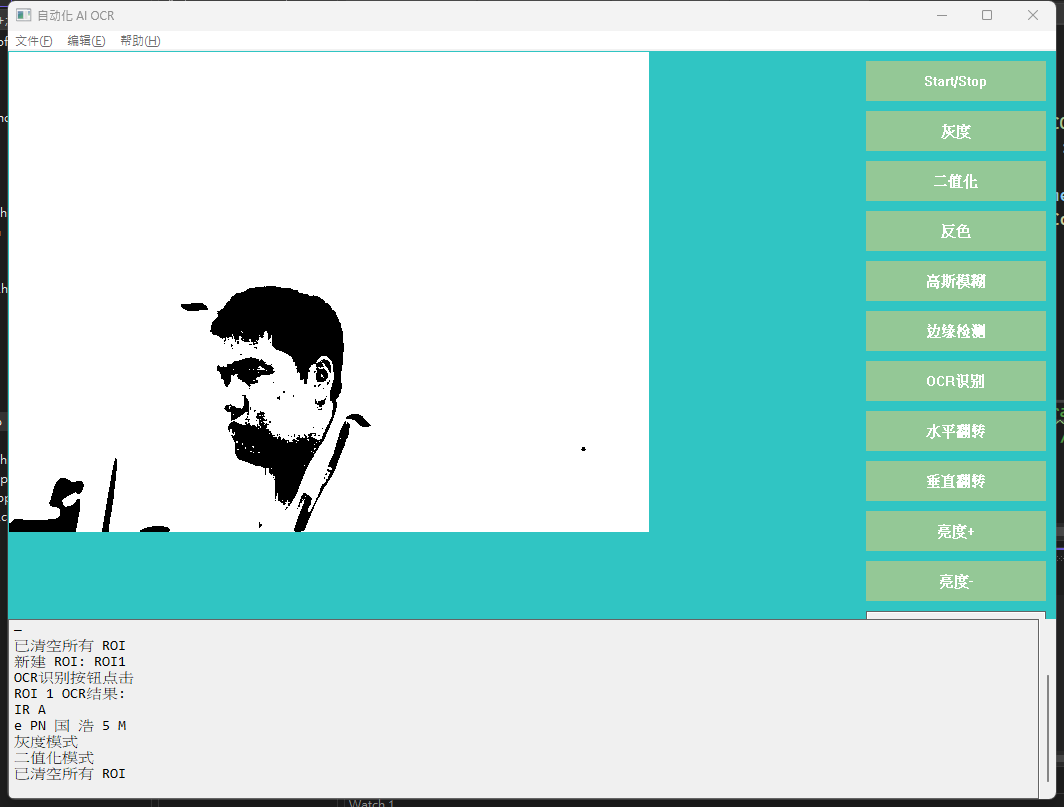 自动化 AI OCR
文件(F) 编辑(E) 帮助(H)
Start/Stop
灰度
二值化
反色
高斯模糊
边缘检测
OCR识别
水平翻转
垂直翻转
亮度+
亮度-
已清空所有 ROI
新建 ROI: ROI1
OCR识别按钮点击
ROI 1 OCR结果:
IR A
e PN 国 浩 5 M
灰度模式
二值化模式
已清空所有 ROI
Watch 1